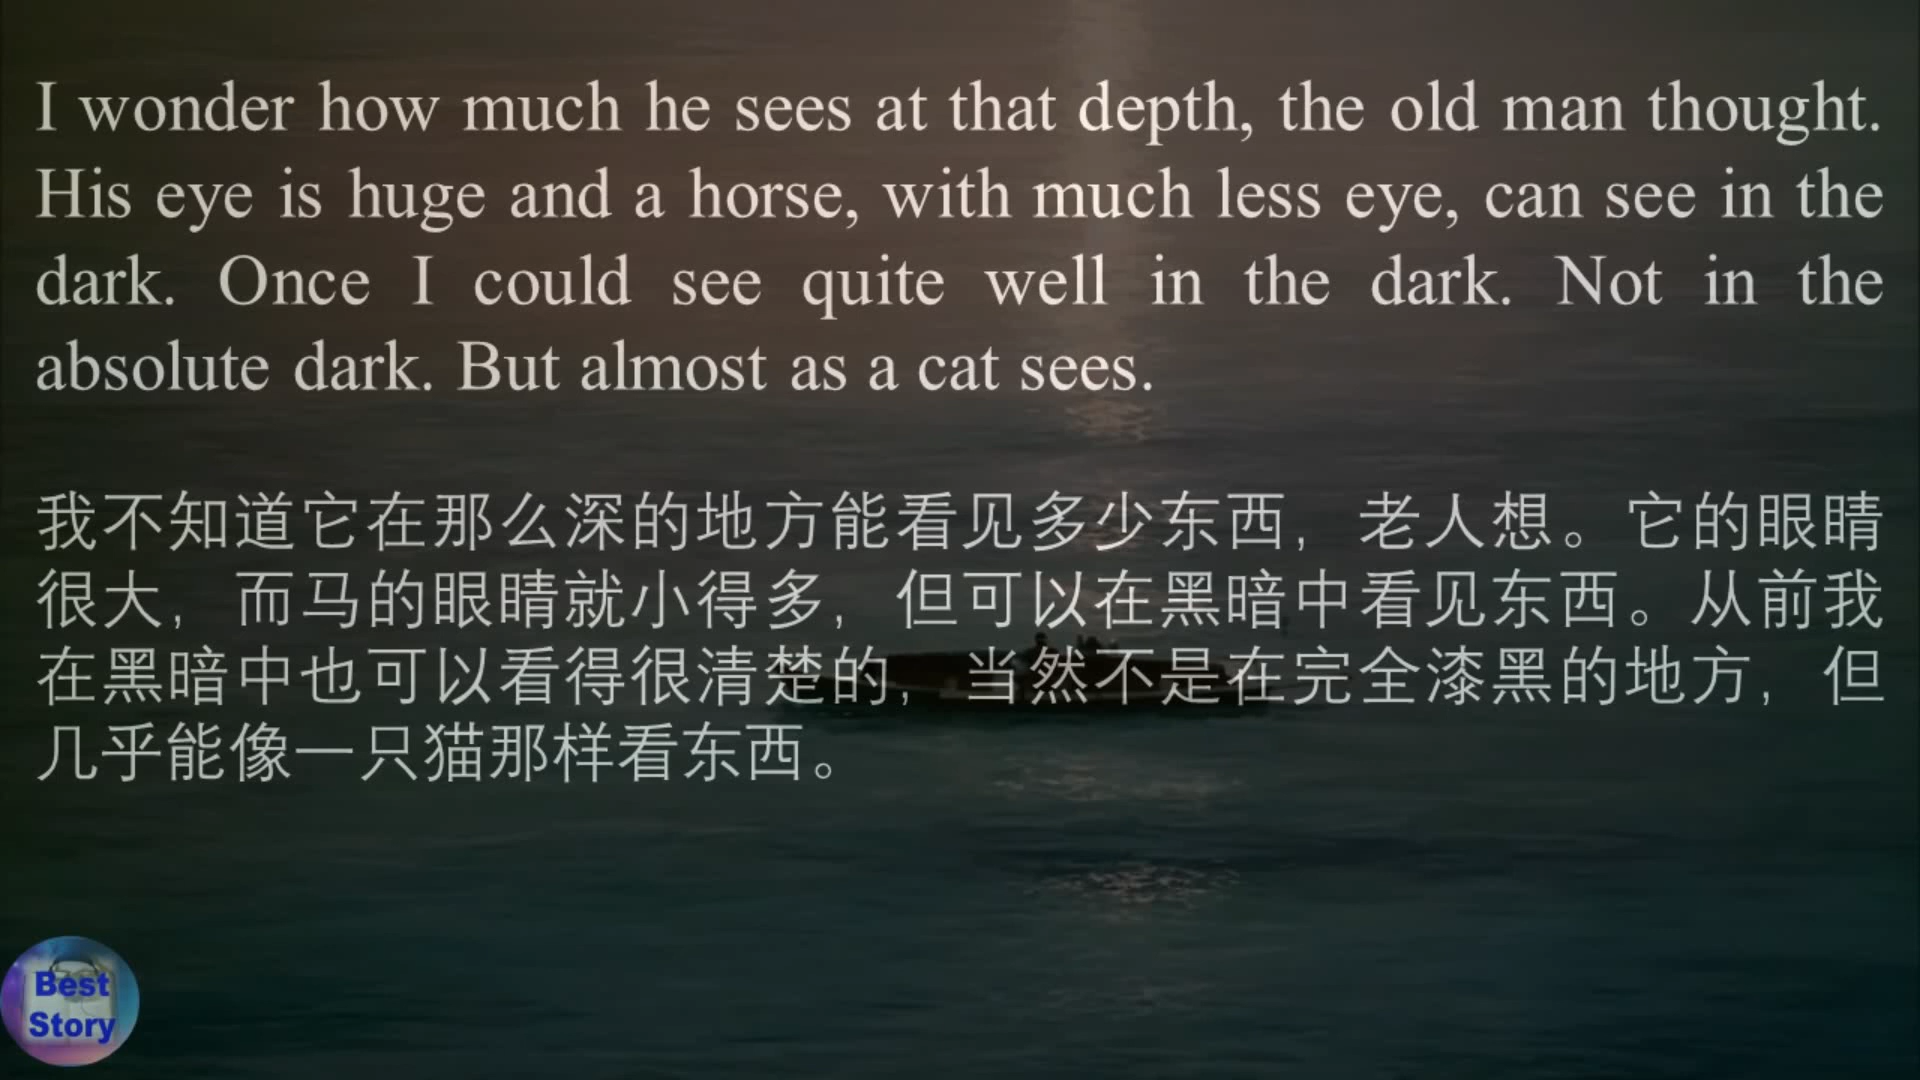 I wonder how much he sees at that depth, the old man thought.
His eye is huge and a horse, with much less eye, can see in the
dark. Once I could see quite well in the dark. Not in the
absolute dark. But almost as a cat sees.
我不知道它在那么深的地方能看见多少东西，老人想。它的眼睛
很大，而马的眼睛就小得多，但可以在黑暗中看见东西。从前我
在黑暗中也可以看得很清楚的，当然不是在完全漆黑的地方，但
几乎能像一只猫那样看东西。
Best
Story